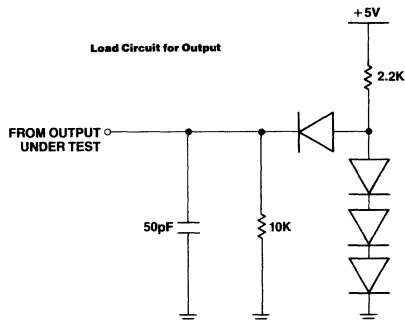 +5V
Load Circuit for Output
2.2K
FROM OUTPUT
UNDER TEST
50pF
10K